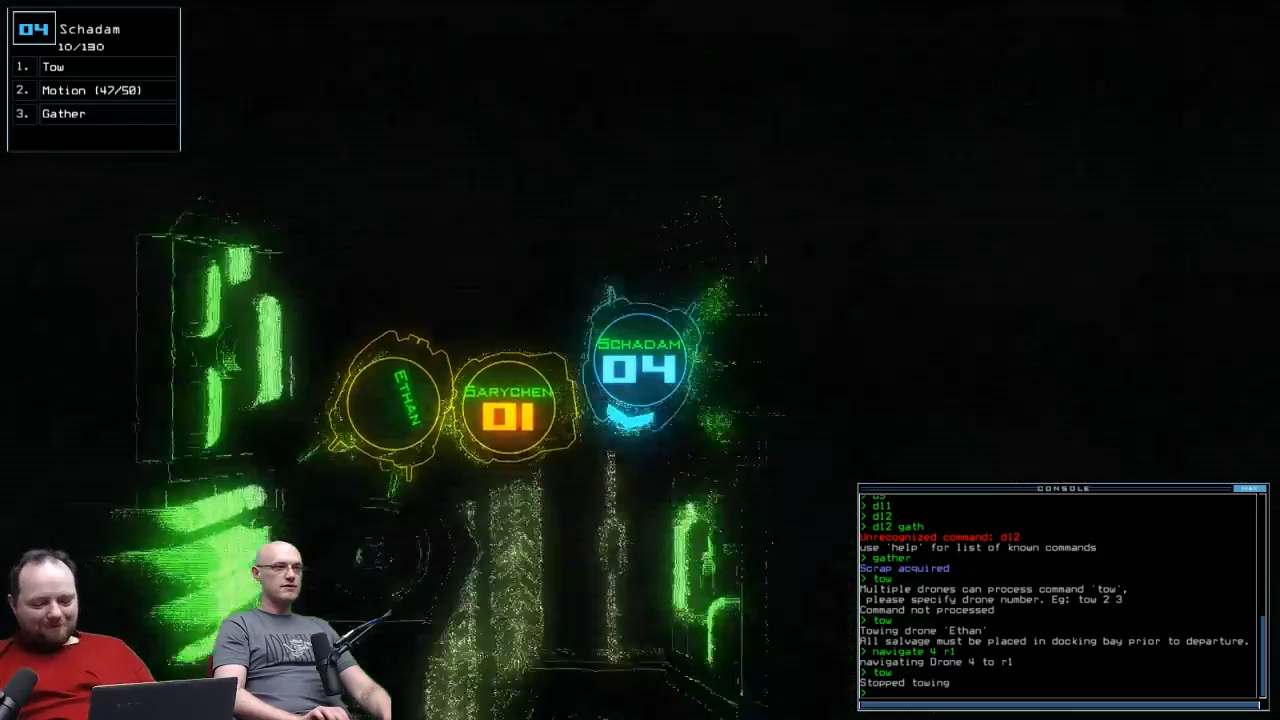 04 Schadam
10/130
1. Tow
2. Motion (47/50)
3. Gather
ETHAN
GARYCHEN
01
SCHADAM
04
CONSOLE
> d11
> d12
> d12 gath
Unrecognized command: d12
use 'help' for list of known commands
> gather
Scrap acquired
> tow
Multiple drones can process command 'tow',
please specify drone number. Eg: tow 2 3
Command not processed
> tow
Towing drone 'Ethan'
All salvage must be placed in docking bay prior to departure.
> navigate 4 r1
navigating Drone 4 to r1
> tow
Stopped towing
>